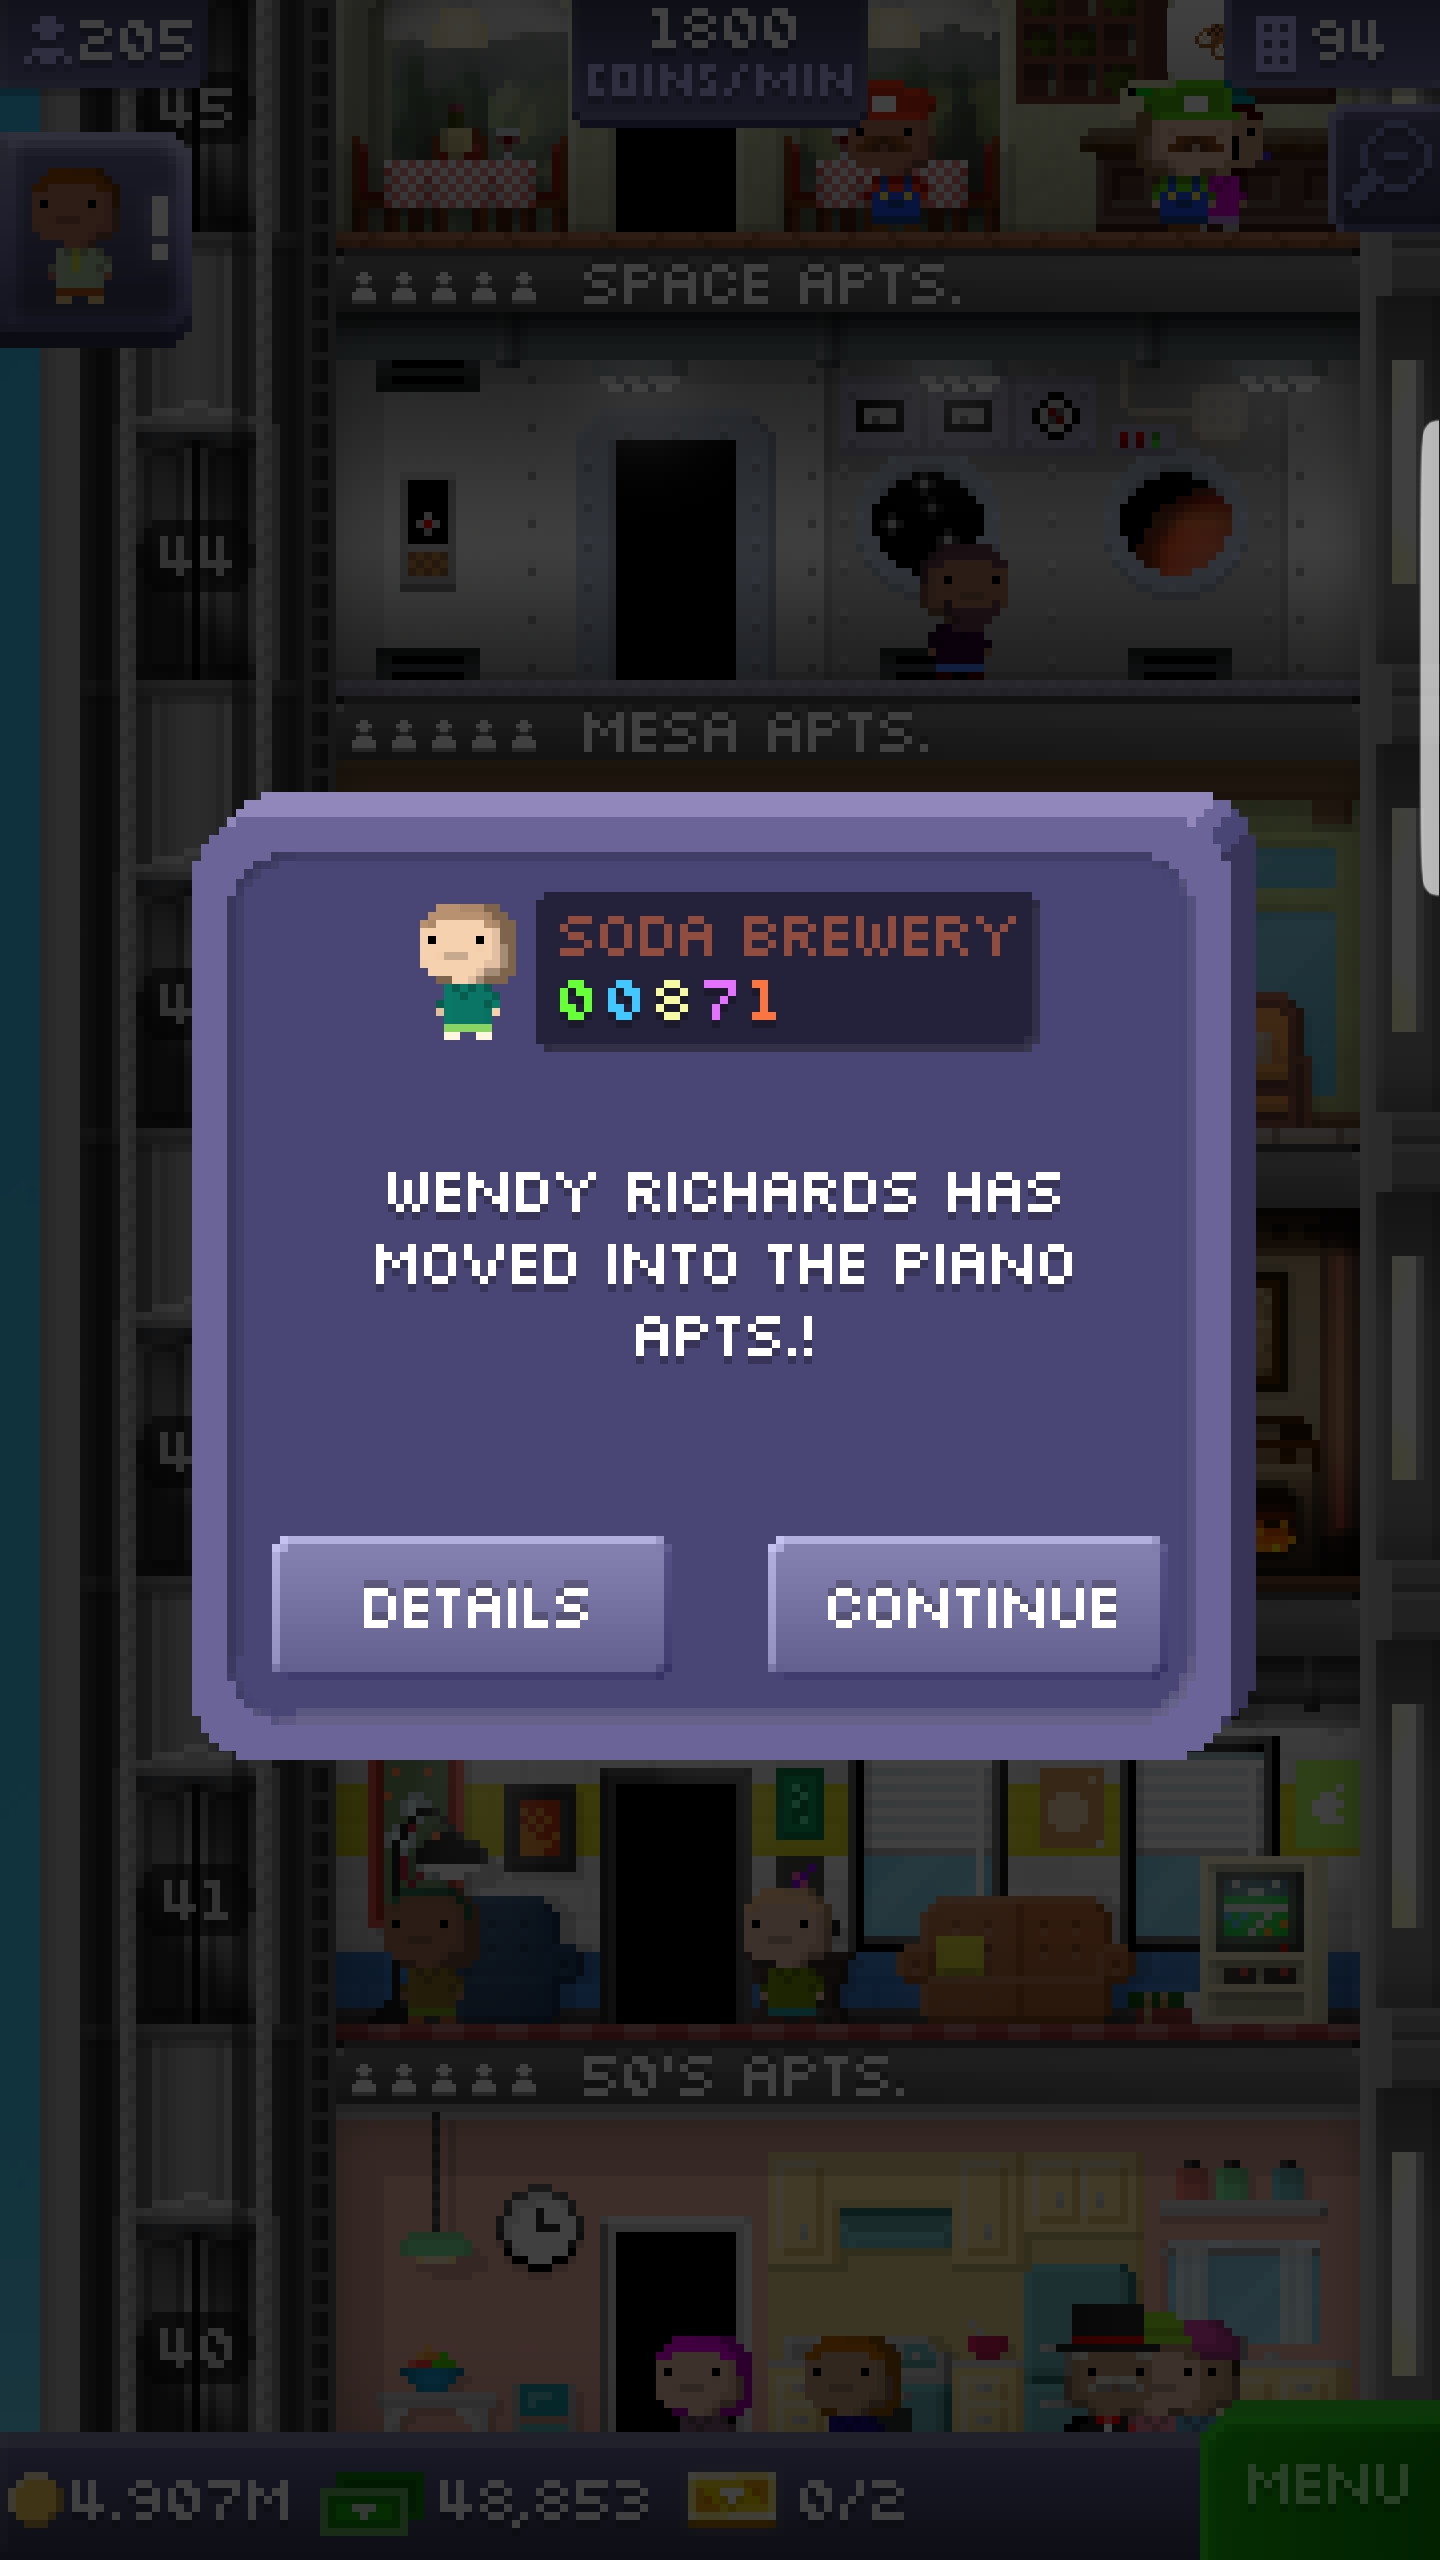 205
1800
COINS/MIN
94
45
!
SPACE APTS.
44
MESA APTS.
SODA BREWERY
00871
WENDY RICHARDS HAS
MOVED INTO THE PIANO
APTS.!
DETAILS
CONTINUE
41
50'S APTS.
40
4.907M
48,853
0/2
MENU